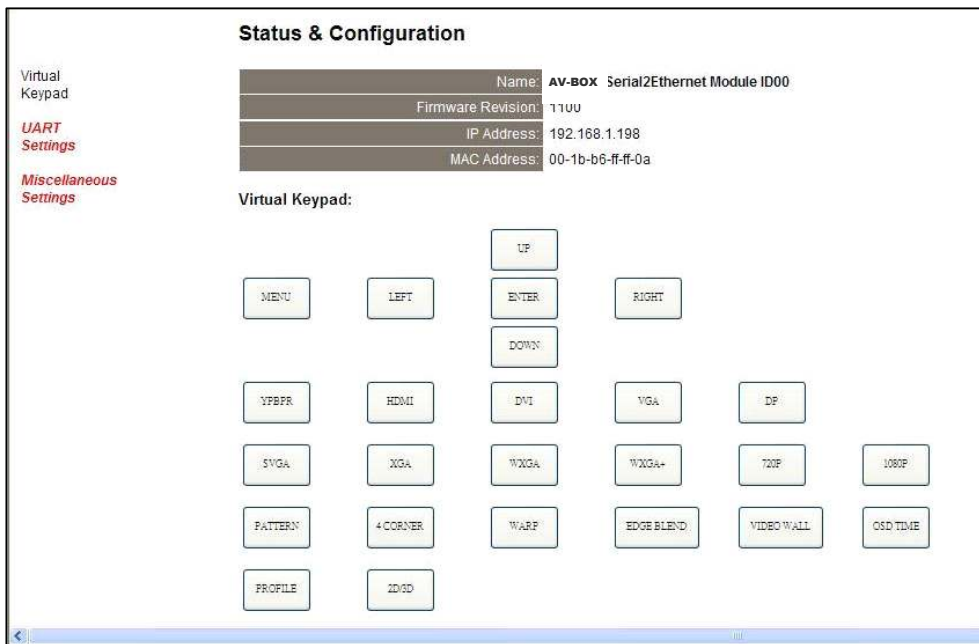 Status & Configuration
Virtual
Keypad
UART
Settings
Miscellaneous
Settings
Name: AV-BOX Serial2Ethernet Module ID00
Firmware Revision: 1100
IP Address: 192.168.1.198
MAC Address: 00-1b-b6-ff-ff-0a
Virtual Keypad:
UP
MENU LEFT ENTER RIGHT
DOWN
YPBPR HDMI DVI VGA DP
SVGA XGA WXGA WXGA+ 720P 1080P
PATTERN 4 CORNER WARP EDGE BLEND VIDEO WALL OSD TIME
PROFILE 2D/3D